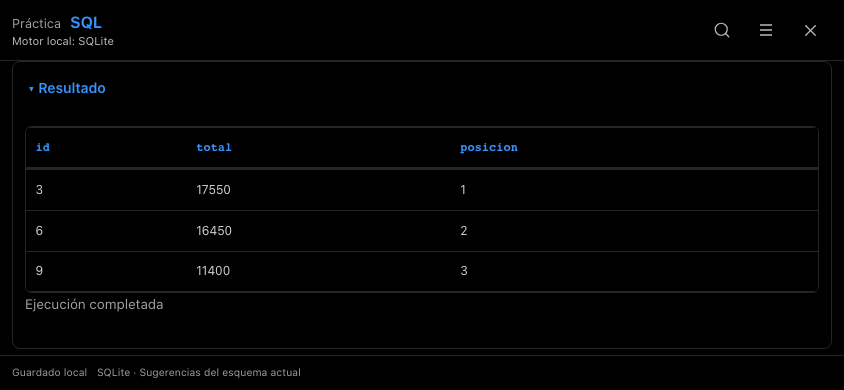 Práctica SQL
Motor local: SQLite
▾ Resultado
id total posicion
3 17550 1
6 16450 2
9 11400 3
Ejecución completada
Guardado local SQLite · Sugerencias del esquema actual